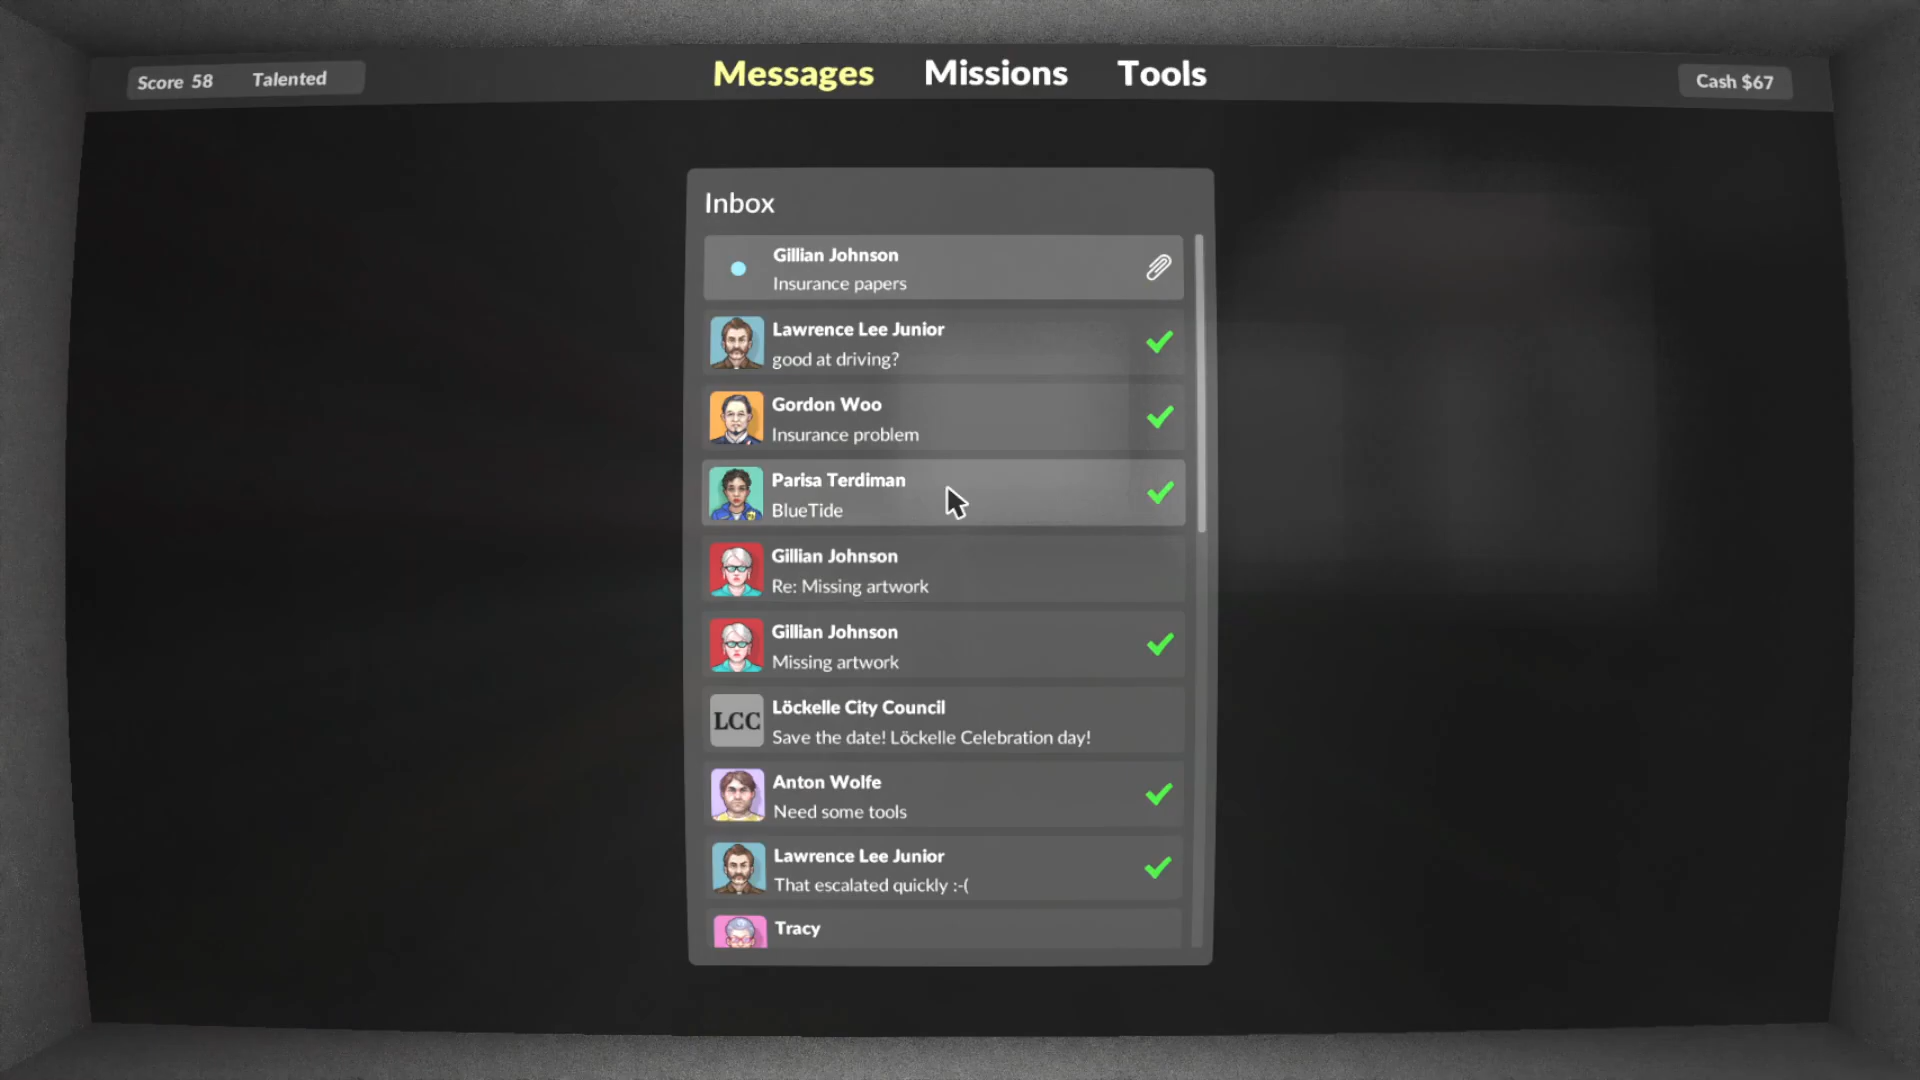 Score 58
Talented
Messages
Missions
Tools
Cash $67
Inbox
Gillian Johnson
Insurance papers
Lawrence Lee Junior
good at driving?
Gordon Woo
Insurance problem
Parisa Terdiman
BlueTide
Gillian Johnson
Re: Missing artwork
Gillian Johnson
Missing artwork
LCC
Löckelle City Council
Save the date! Löckelle Celebration day!
Anton Wolfe
Need some tools
Lawrence Lee Junior
That escalated quickly :-(
Tracy